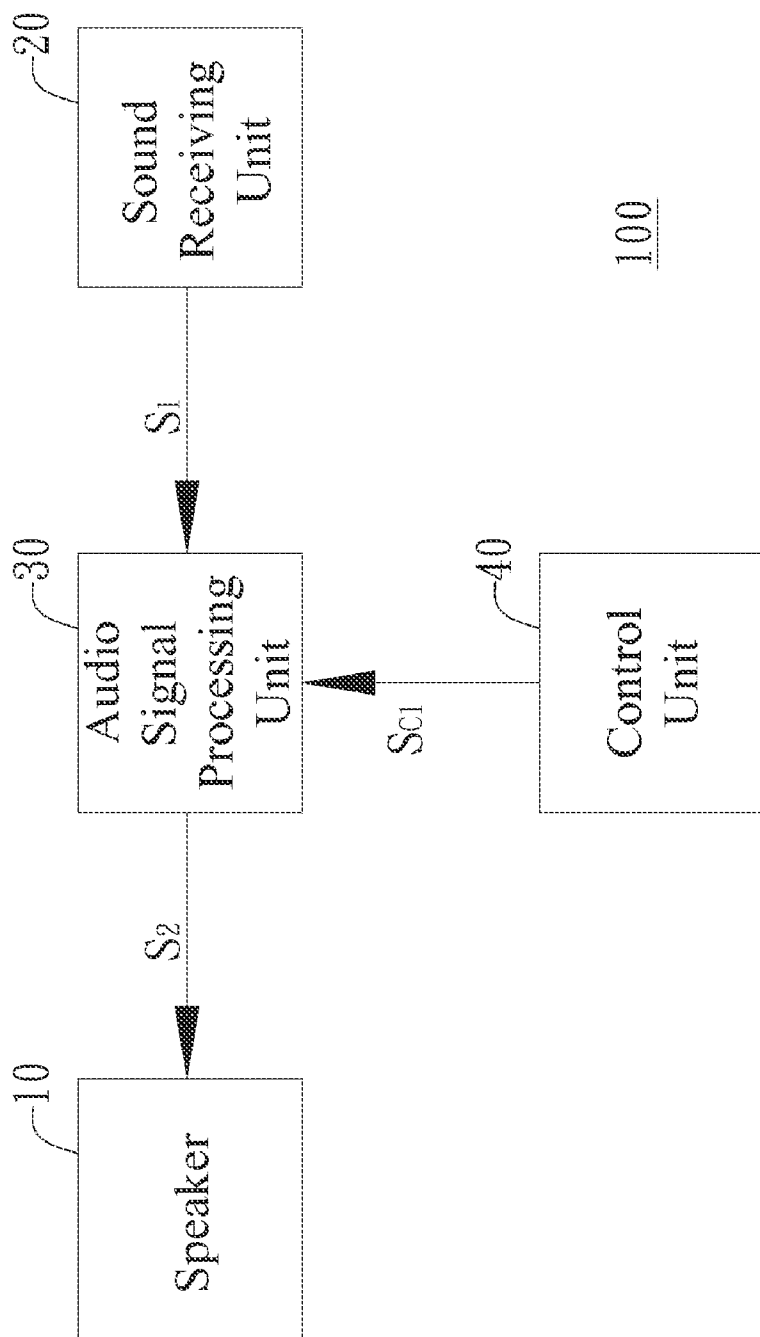 10
Speaker
S2
30
Audio
Signal
Processing
Unit
S1
20
Sound
Receiving
Unit
SC1
40
Control
Unit
100